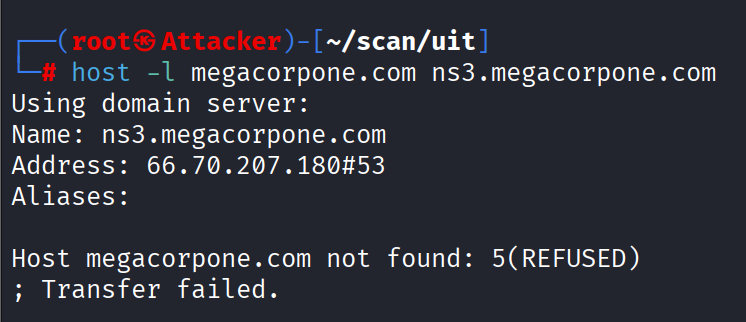 ┌──(root㉿Attacker)-[~/scan/uit]
└─# host -l megacorpone.com ns3.megacorpone.com
Using domain server:
Name: ns3.megacorpone.com
Address: 66.70.207.180#53
Aliases:

Host megacorpone.com not found: 5(REFUSED)
; Transfer failed.